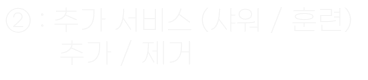 ② : 추가 서비스 (샤워 / 훈련)
추가 / 제거